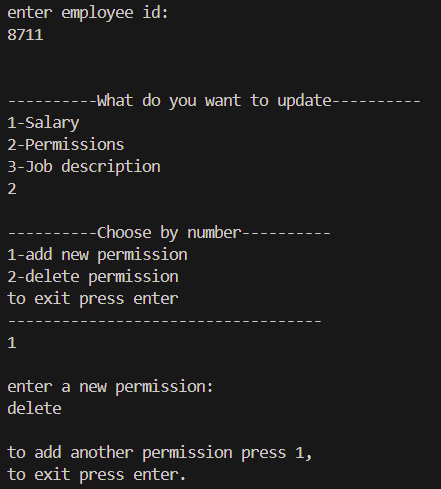 enter employee id:
8711
----------What do you want to update----------
1-Salary
2-Permissions
3-Job description
2
----------Choose by number----------
1-add new permission
2-delete permission
to exit press enter
-----------------------------------
1
enter a new permission:
delete
to add another permission press 1,
to exit press enter.